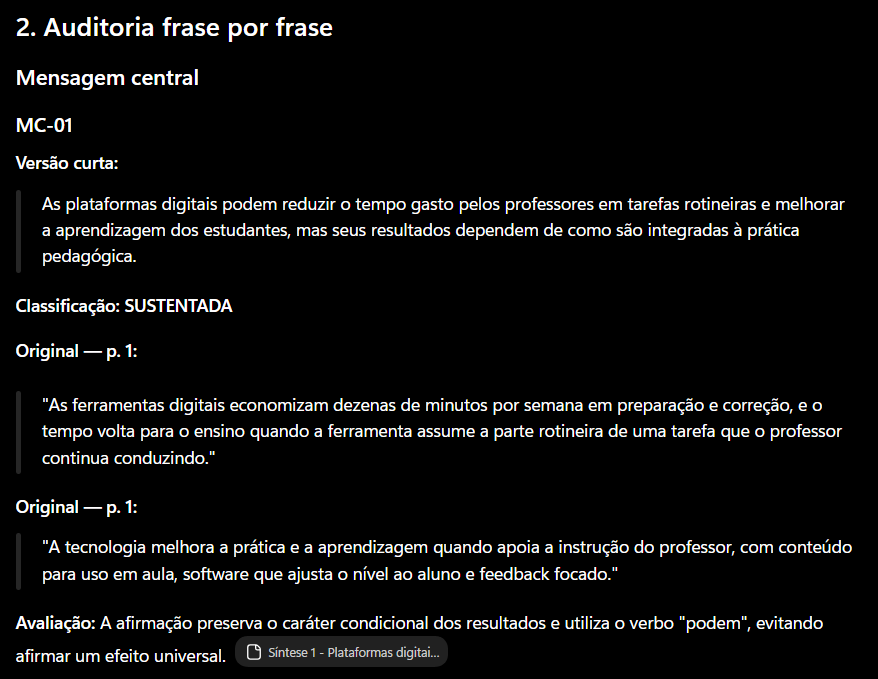 2. Auditoria frase por frase
Mensagem central
MC-01
Versão curta:
As plataformas digitais podem reduzir o tempo gasto pelos professores em tarefas rotineiras e melhorar
a aprendizagem dos estudantes, mas seus resultados dependem de como são integradas à prática
pedagógica.
Classificação: SUSTENTADA
Original — p. 1:
"As ferramentas digitais economizam dezenas de minutos por semana em preparação e correção, e o
tempo volta para o ensino quando a ferramenta assume a parte rotineira de uma tarefa que o professor
continua conduzindo."
Original — p. 1:
"A tecnologia melhora a prática e a aprendizagem quando apoia a instrução do professor, com conteúdo
para uso em aula, software que ajusta o nível ao aluno e feedback focado."
Avaliação: A afirmação preserva o caráter condicional dos resultados e utiliza o verbo "podem", evitando
afirmar um efeito universal. Síntese 1 - Plataformas digitai...